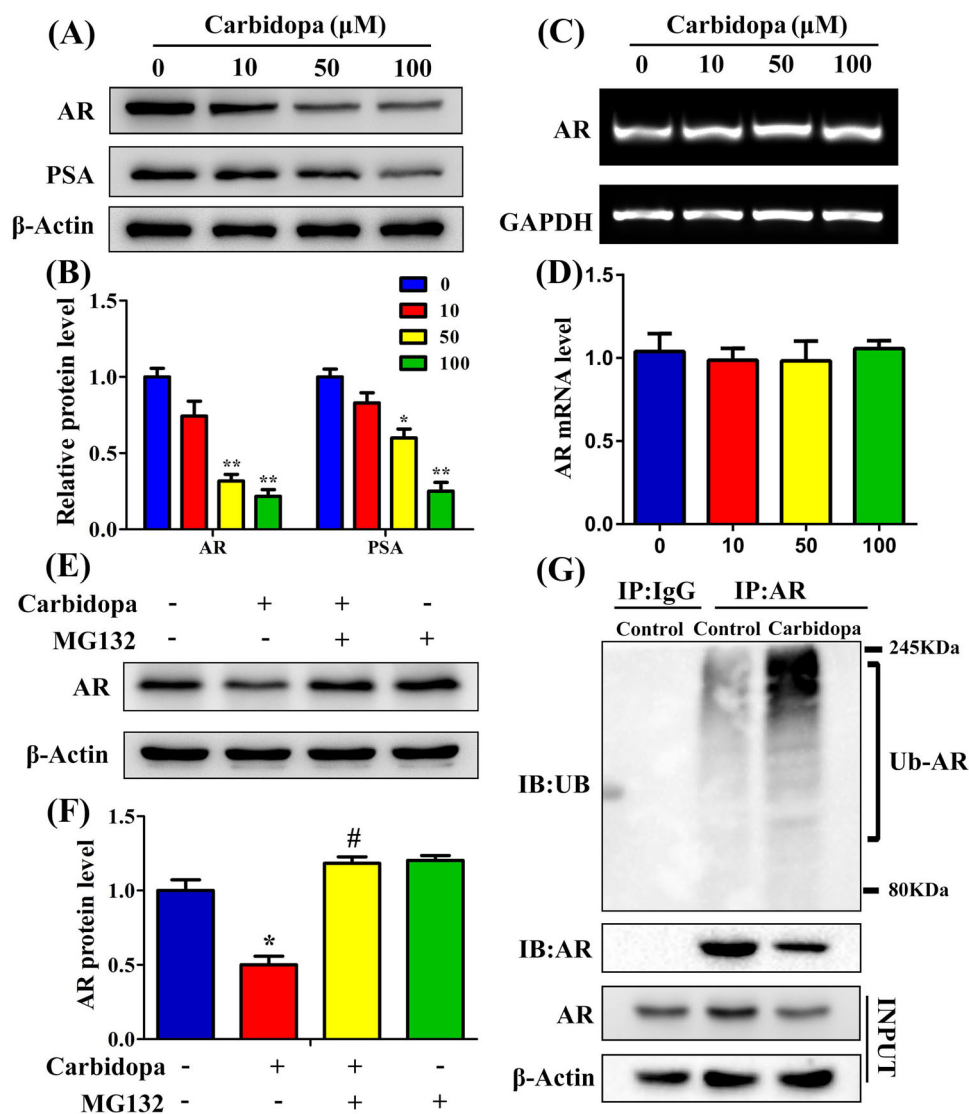 (A)
Carbidopa (μM)
0 10 50 100
AR
PSA
β-Actin
(B)
Relative protein level
1.5
1.0
0.5
0.0
0
10
50
100
**
**
*
**
AR PSA
(C)
Carbidopa (μM)
0 10 50 100
AR
GAPDH
(D)
AR mRNA level
1.5
1.0
0.5
0.0
0 10 50 100
(E)
Carbidopa - + + -
MG132 - - + +
AR
β-Actin
(F)
AR protein level
1.5
1.0
0.5
0.0
*
#
Carbidopa - + + -
MG132 - - + +
(G)
IP:IgG IP:AR
Control Control Carbidopa
245KDa
Ub-AR
IB:UB
80KDa
IB:AR
AR
β-Actin
INPUT